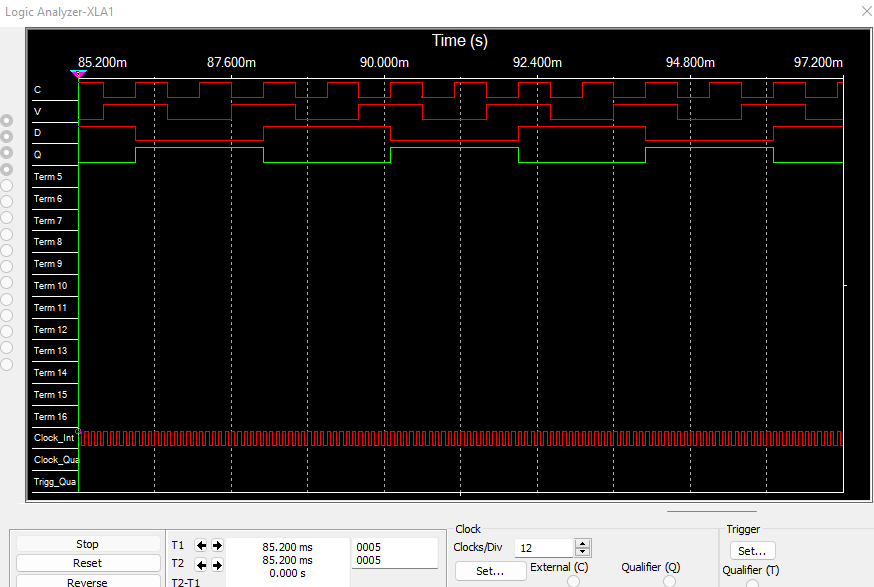 Logic Analyzer-XLA1
Time (s)
85.200m 87.600m 90.000m 92.400m 94.800m 97.200m
C
V
D
Q
Term 5
Term 6
Term 7
Term 8
Term 9
Term 10
Term 11
Term 12
Term 13
Term 14
Term 15
Term 16
Clock_Int
Clock_Qua
Trigg_Qua
Stop
Reset
Reverse
T1
T2
T2-T1
85.200 ms
85.200 ms
0.000 s
0005
0005
Clock
Clocks/Div 12
Set... External (C) Qualifier (Q)
Trigger
Set...
Qualifier (T)